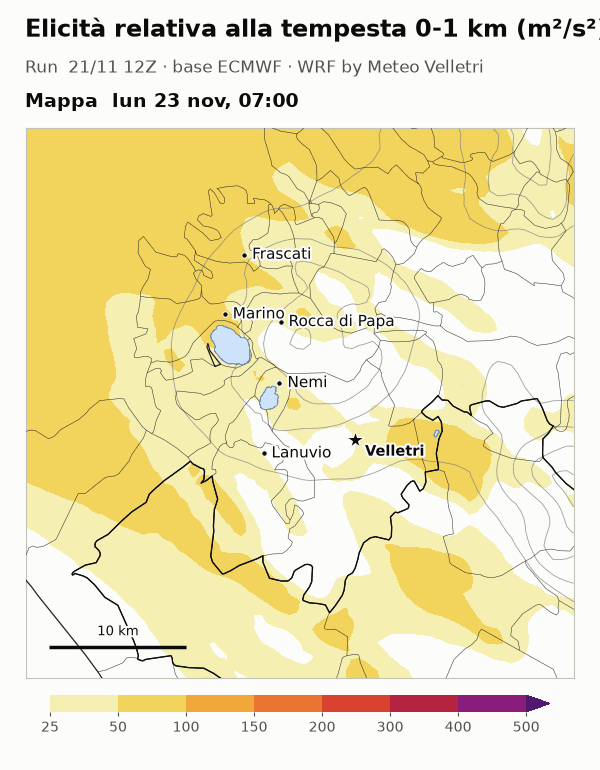 Elicità relativa alla tempesta 0-1 km (m²/s²)
Run  21/11 12Z · base ECMWF · WRF by Meteo Velletri
Mappa  lun 23 nov, 07:00
Frascati
Marino
Rocca di Papa
Nemi
Velletri
Lanuvio
10 km
25 50 100 150 200 300 400 500